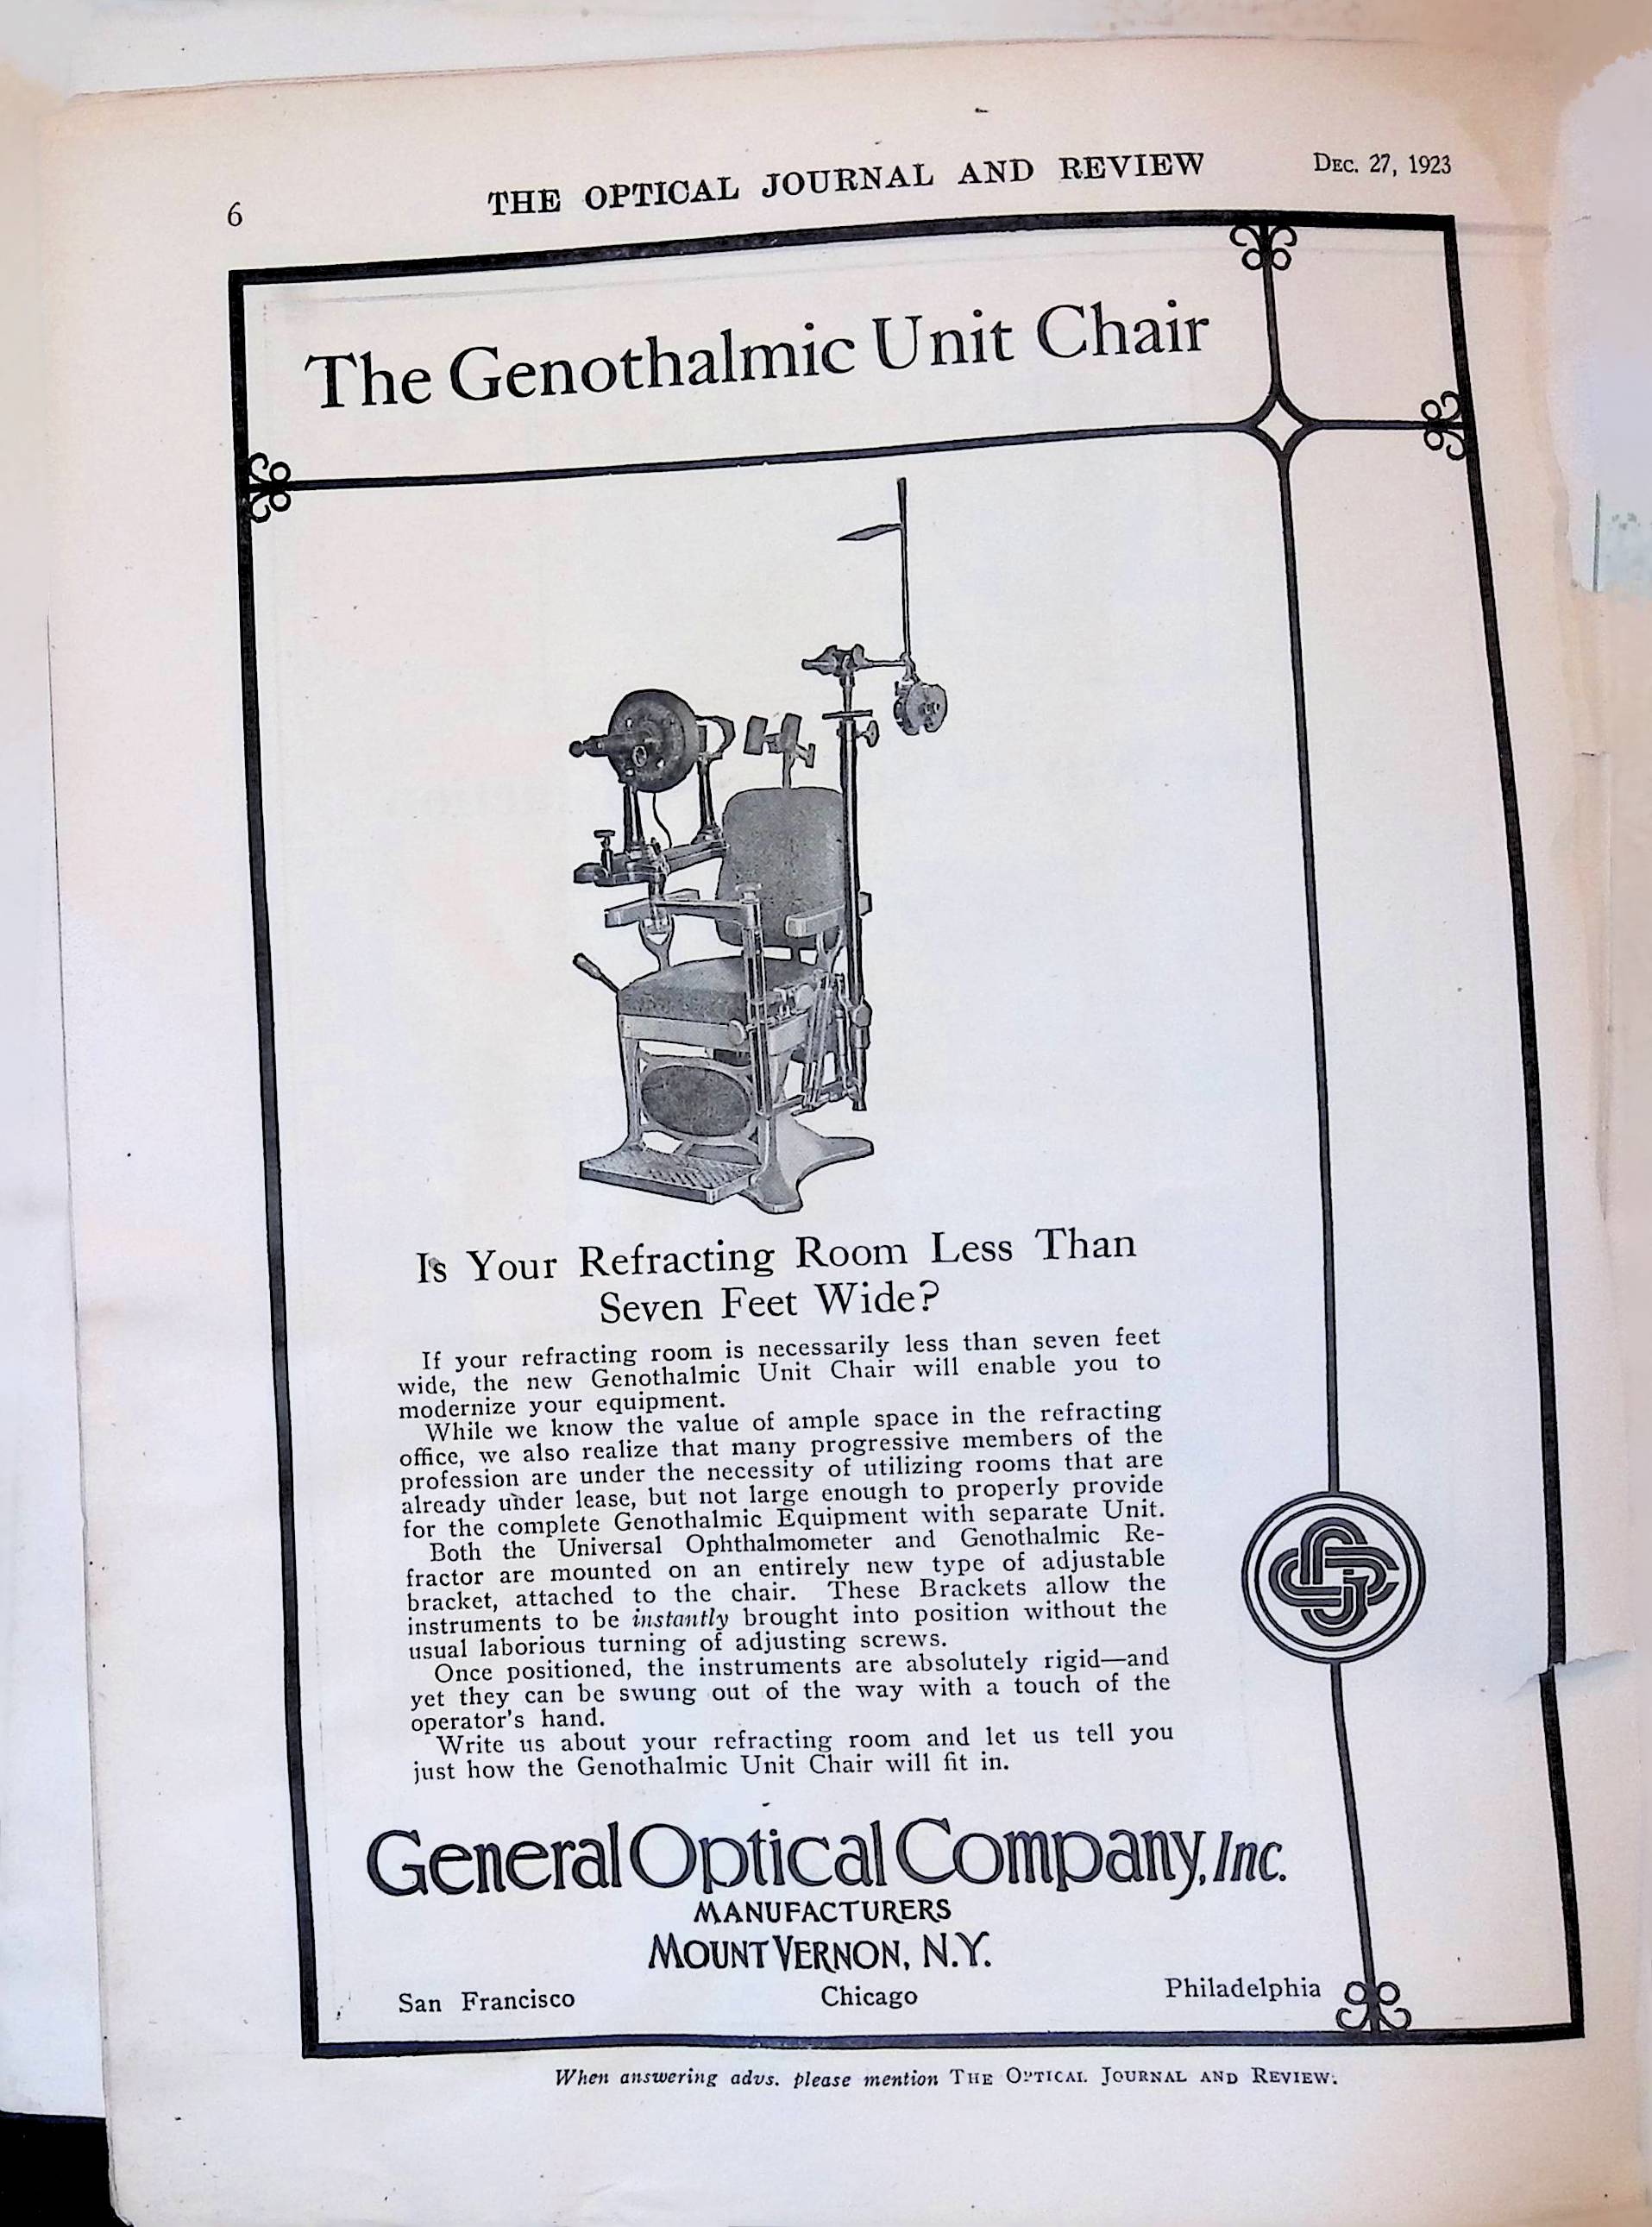 6
THE OPTICAL JOURNAL AND REVIEW
DEC. 27, 1923
The Genothalmic Unit Chair
Is Your Refracting Room Less Than
Seven Feet Wide?
If your refracting room is necessarily less than seven feet
wide, the new Genothalmic Unit Chair will enable you to
modernize your equipment.
While we know the value of ample space in the refracting
office, we also realize that many progressive members of the
profession are under the necessity of utilizing rooms that are
already under lease, but not large enough to properly provide
for the complete Genothalmic Equipment with separate Unit.
Both the Universal Ophthalmometer and Genothalmic Re-
fractor are mounted on an entirely new type of adjustable
bracket, attached to the chair. These Brackets allow the
instruments to be instantly brought into position without the
usual laborious turning of adjusting screws.
Once positioned, the instruments are absolutely rigid—and
yet they can be swung out of the way with a touch of the
operator's hand.
Write us about your refracting room and let us tell you
just how the Genothalmic Unit Chair will fit in.
General Optical Company, Inc.
MANUFACTURERS
MOUNT VERNON, N.Y.
San Francisco Chicago Philadelphia
When answering advs. please mention THE OPTICAL JOURNAL AND REVIEW.